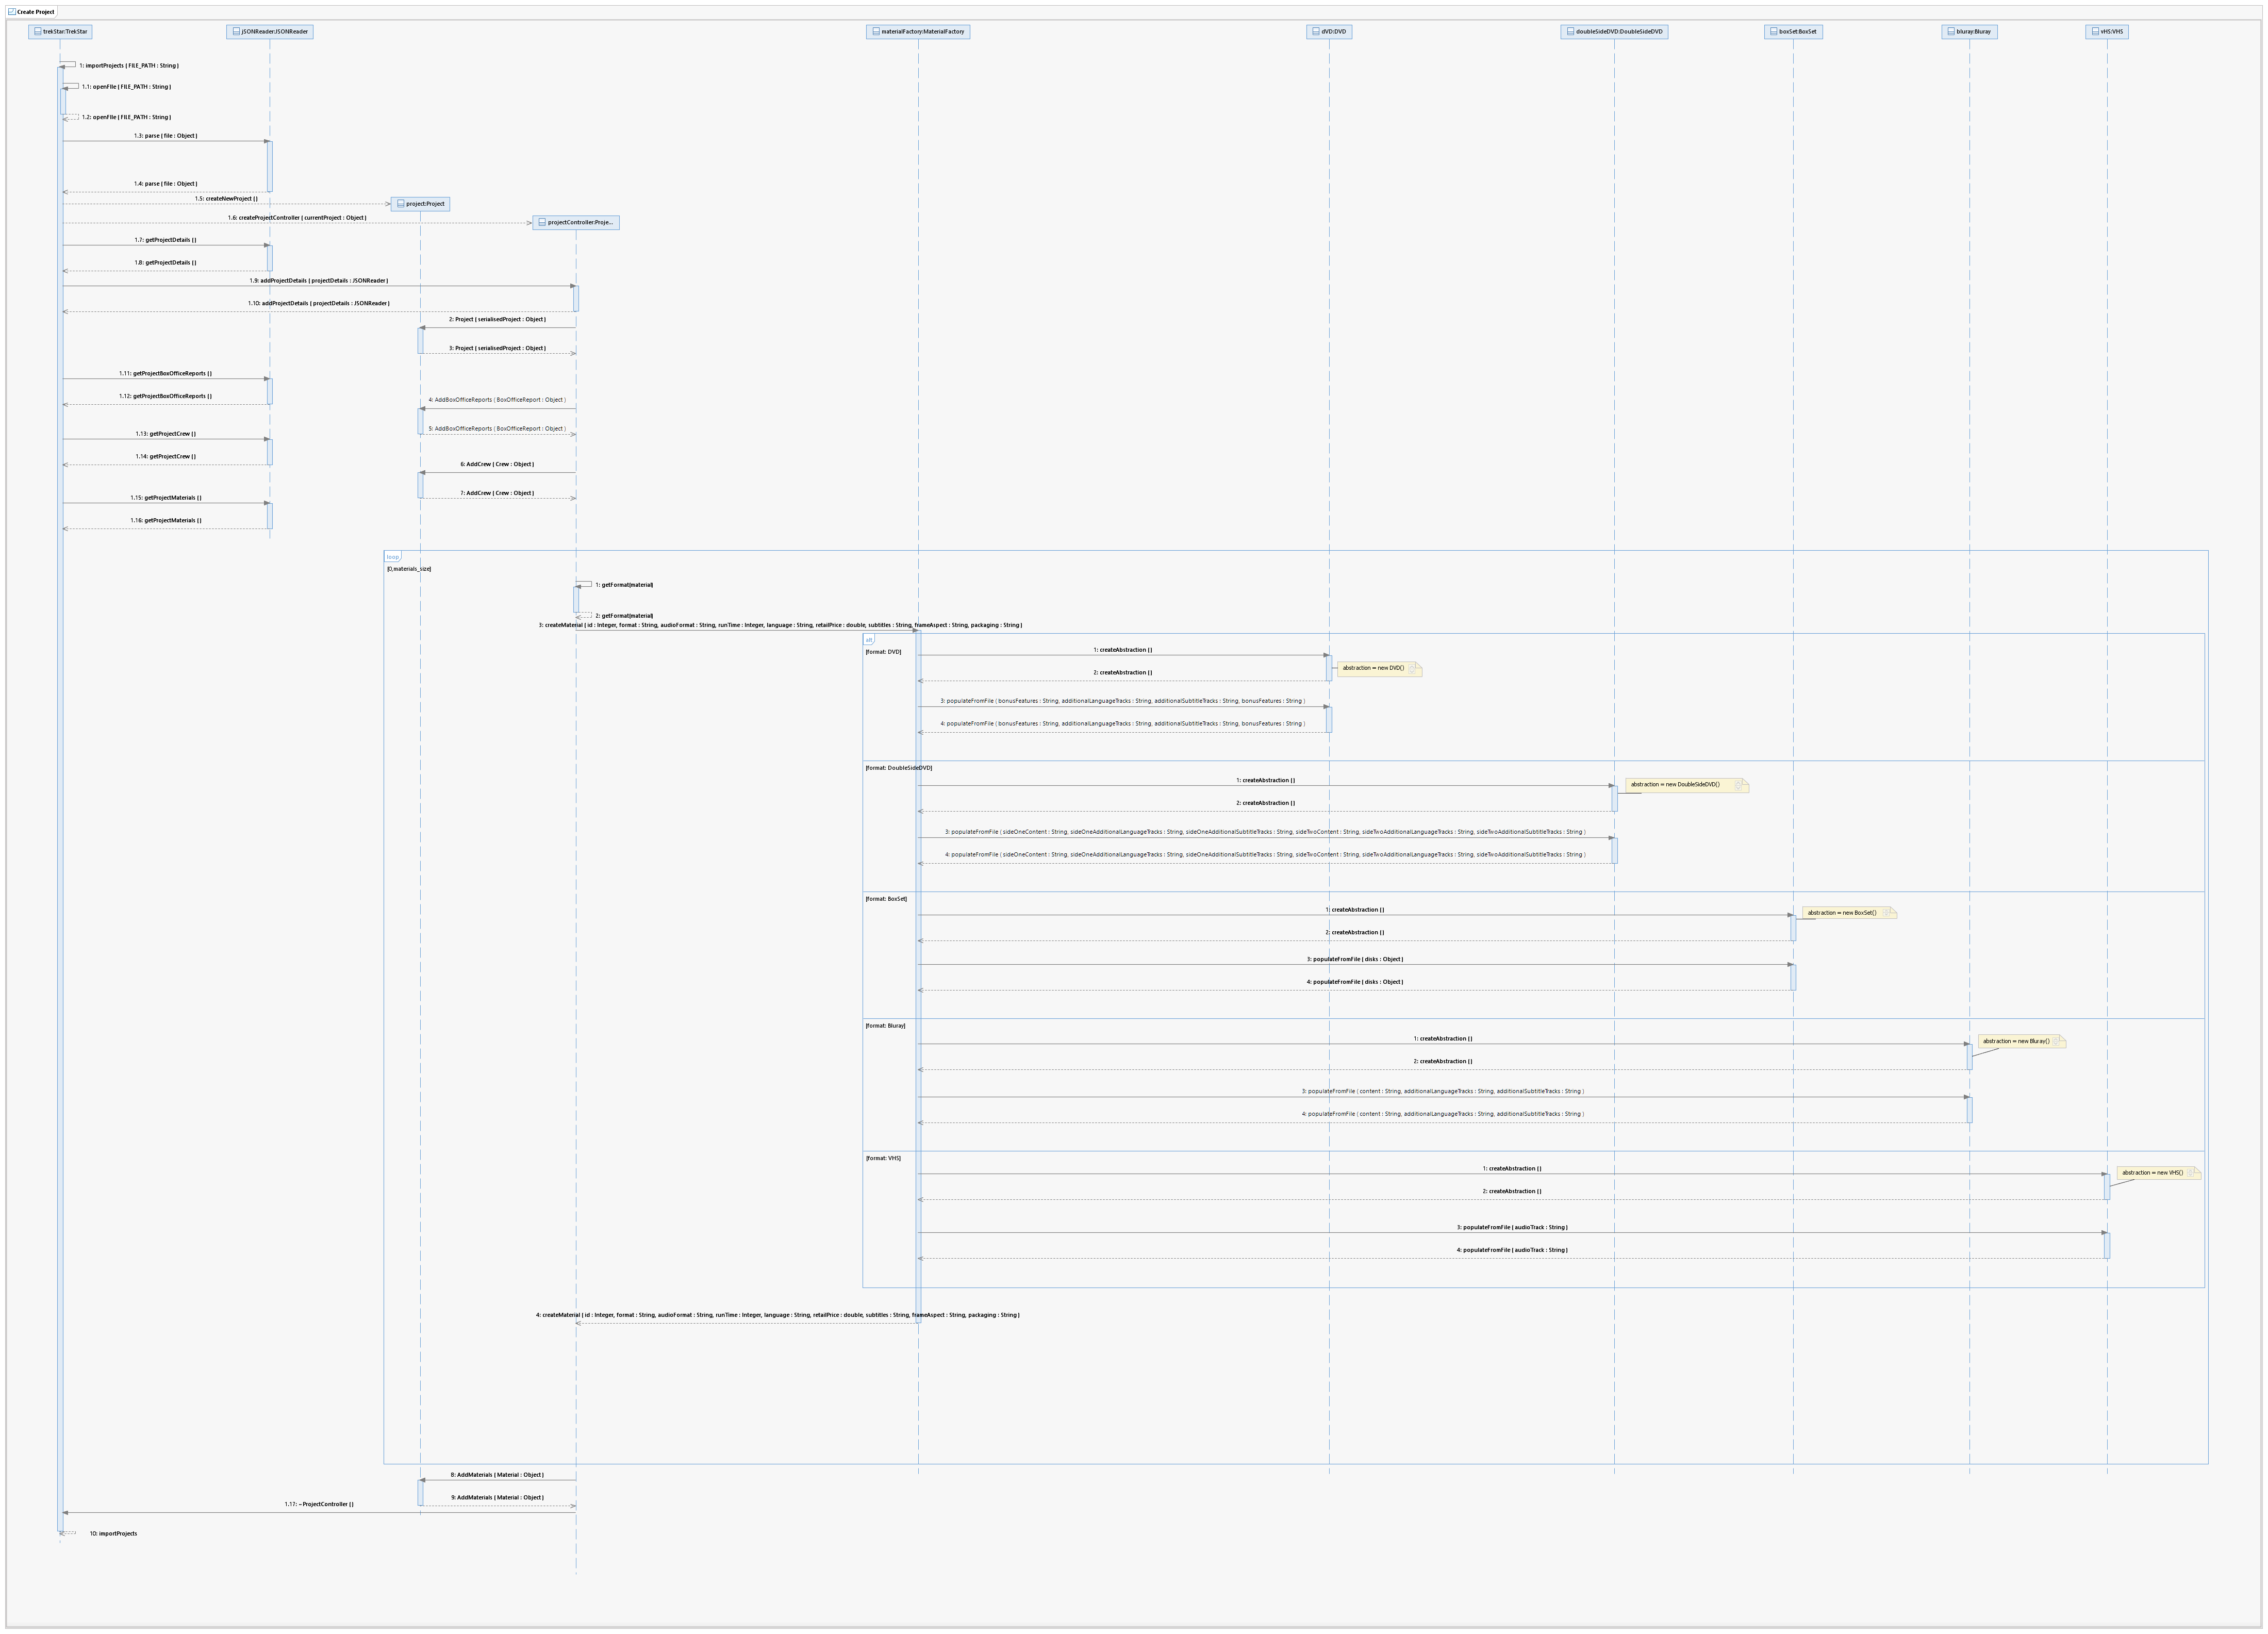 Create Project
trekStar:TrekStar
jSONReader:JSONReader
materialFactory:MaterialFactory
dVD:DVD
doubleSideDVD:DoubleSideDVD
boxSet:BoxSet
bluray:Bluray
vHS:VHS
1: importProjects ( FILE_PATH : String )
1.1: openFIle ( FILE_PATH : String )
1.2: openFIle ( FILE_PATH : String )
1.3: parse ( file : Object )
1.4: parse ( file : Object )
1.5: createNewProject ( )
project:Project
1.6: createProjectController ( currentProject : Object )
projectController:Proje...
1.7: getProjectDetails ( )
1.8: getProjectDetails ( )
1.9: addProjectDetails ( projectDetails : JSONReader )
1.10: addProjectDetails ( projectDetails : JSONReader )
2: Project ( serialisedProject : Object )
3: Project ( serialisedProject : Object )
1.11: getProjectBoxOfficeReports ( )
1.12: getProjectBoxOfficeReports ( )
4: AddBoxOfficeReports ( BoxOfficeReport : Object )
5: AddBoxOfficeReports ( BoxOfficeReport : Object )
1.13: getProjectCrew ( )
1.14: getProjectCrew ( )
6: AddCrew ( Crew : Object )
7: AddCrew ( Crew : Object )
1.15: getProjectMaterials ( )
1.16: getProjectMaterials ( )
loop
[0,materials_size]
1: getFormat(material)
2: getFormat(material)
3: createMaterial ( id : Integer, format : String, audioFormat : String, runTime : Integer, language : String, retailPrice : double, subtitles : String, frameAspect : String, packaging : String )
alt
[format: DVD]
1: createAbstraction ( )
abstraction = new DVD()
2: createAbstraction ( )
3: populateFromFile ( bonusFeatures : String, additionalLanguageTracks : String, additionalSubtitleTracks : String, bonusFeatures : String )
4: populateFromFile ( bonusFeatures : String, additionalLanguageTracks : String, additionalSubtitleTracks : String, bonusFeatures : String )
[format: DoubleSideDVD]
1: createAbstraction ( )
abstraction = new DoubleSideDVD()
2: createAbstraction ( )
3: populateFromFile ( sideOneContent : String, sideOneAdditionalLanguageTracks : String, sideOneAdditionalSubtitleTracks : String, sideTwoContent : String, sideTwoAdditionalLanguageTracks : String, sideTwoAdditionalSubtitleTracks : String )
4: populateFromFile ( sideOneContent : String, sideOneAdditionalLanguageTracks : String, sideOneAdditionalSubtitleTracks : String, sideTwoContent : String, sideTwoAdditionalLanguageTracks : String, sideTwoAdditionalSubtitleTracks : String )
[format: BoxSet]
1: createAbstraction ( )
abstraction = new BoxSet()
2: createAbstraction ( )
3: populateFromFile ( disks : Object )
4: populateFromFile ( disks : Object )
[format: Bluray]
1: createAbstraction ( )
abstraction = new Bluray()
2: createAbstraction ( )
3: populateFromFile ( content : String, additionalLanguageTracks : String, additionalSubtitleTracks : String )
4: populateFromFile ( content : String, additionalLanguageTracks : String, additionalSubtitleTracks : String )
[format: VHS]
1: createAbstraction ( )
abstraction = new VHS()
2: createAbstraction ( )
3: populateFromFile ( audioTrack : String )
4: populateFromFile ( audioTrack : String )
4: createMaterial ( id : Integer, format : String, audioFormat : String, runTime : Integer, language : String, retailPrice : double, subtitles : String, frameAspect : String, packaging : String )
8: AddMaterials ( Material : Object )
9: AddMaterials ( Material : Object )
1.17: ~ProjectController ( )
10: importProjects